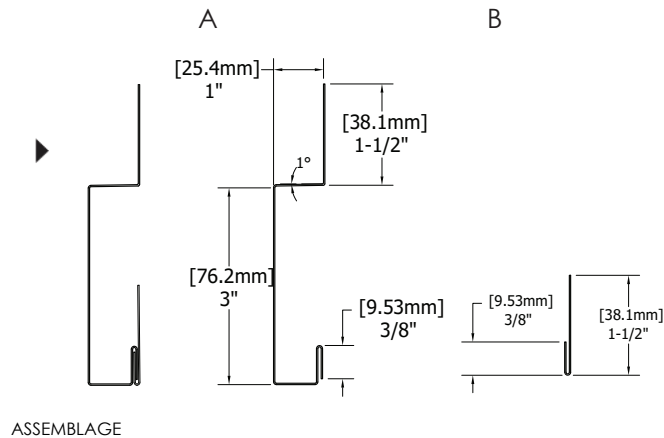 A
B
[25.4mm]
1"
[38.1mm]
1-1/2"
1°
[76.2mm]
3"
[9.53mm]
3/8"
[9.53mm]
3/8"
[38.1mm]
1-1/2"
ASSEMBLAGE